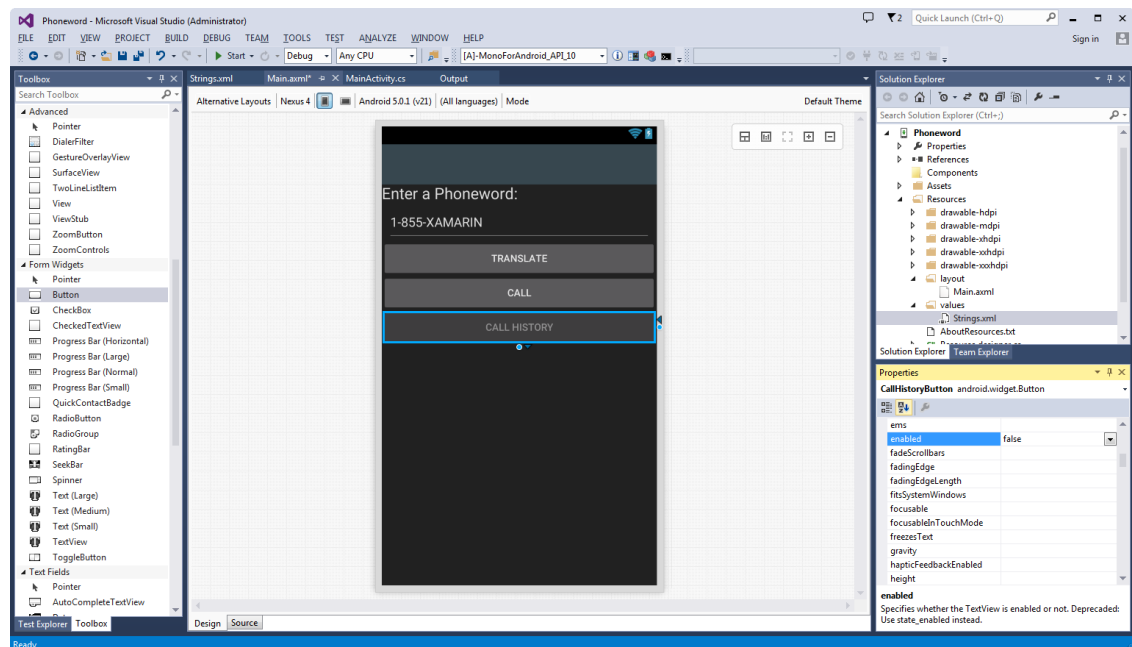 Phoneword - Microsoft Visual Studio (Administrator)
2
Quick Launch (Ctrl+Q)
FILE EDIT VIEW PROJECT BUILD DEBUG TEAM TOOLS TEST ANALYZE WINDOW HELP
Sign in
Start
Debug
Any CPU
[A]-MonoForAndroid_API_10
Toolbox
Search Toolbox
Advanced
Pointer
DialerFilter
GestureOverlayView
SurfaceView
TwoLineListItem
View
ViewStub
ZoomButton
ZoomControls
Form Widgets
Pointer
Button
CheckBox
CheckedTextView
Progress Bar (Horizontal)
Progress Bar (Large)
Progress Bar (Normal)
Progress Bar (Small)
QuickContactBadge
RadioButton
RadioGroup
RatingBar
SeekBar
Spinner
Text (Large)
Text (Medium)
Text (Small)
TextView
ToggleButton
Text Fields
Pointer
AutoCompleteTextView
Test Explorer Toolbox
Strings.xml Main.axml* MainActivity.cs Output
Alternative Layouts Nexus 4 Android 5.0.1 (v21) (All languages) Mode
Default Theme
Enter a Phoneword:
1-855-XAMARIN
TRANSLATE
CALL
CALL HISTORY
Design Source
Solution Explorer
Search Solution Explorer (Ctrl+;)
Phoneword
Properties
References
Components
Assets
Resources
drawable-hdpi
drawable-mdpi
drawable-xhdpi
drawable-xxhdpi
drawable-xxxhdpi
layout
Main.axml
values
Strings.xml
AboutResources.txt
Solution Explorer Team Explorer
Properties
CallHistoryButton android.widget.Button
ems
enabled false
fadeScrollbars
fadingEdge
fadingEdgeLength
fitsSystemWindows
focusable
focusableInTouchMode
freezesText
gravity
hapticFeedbackEnabled
height
enabled
Specifies whether the TextView is enabled or not. Deprecaded:
Use state_enabled instead.
Ready